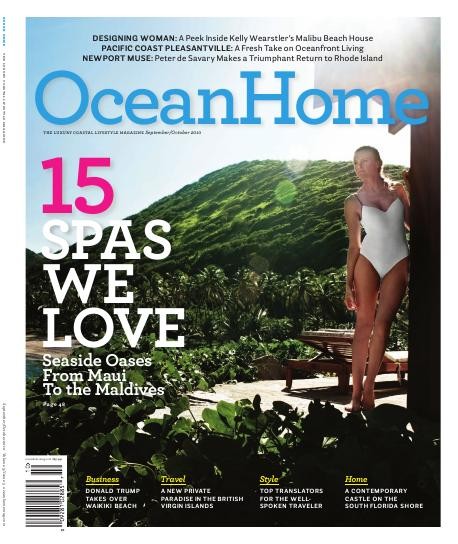 DESIGNING WOMAN: A Peek Inside Kelly Wearstler's Malibu Beach House
PACIFIC COAST PLEASANTVILLE: A Fresh Take on Oceanfront Living
NEWPORT MUSE: Peter de Savary Makes a Triumphant Return to Rhode Island
OceanHome
THE LUXURY COASTAL LIFESTYLE MAGAZINE September/October 2010
15
SPAS
WE
LOVE
Seaside Oases
From Maui
To the Maldives
Page 48
Business
DONALD TRUMP
TAKES OVER
WAIKIKI BEACH
Travel
A NEW PRIVATE
PARADISE IN THE BRITISH
VIRGIN ISLANDS
Style
TOP TRANSLATORS
FOR THE WELL-
SPOKEN TRAVELER
Home
A CONTEMPORARY
CASTLE ON THE
SOUTH FLORIDA SHORE